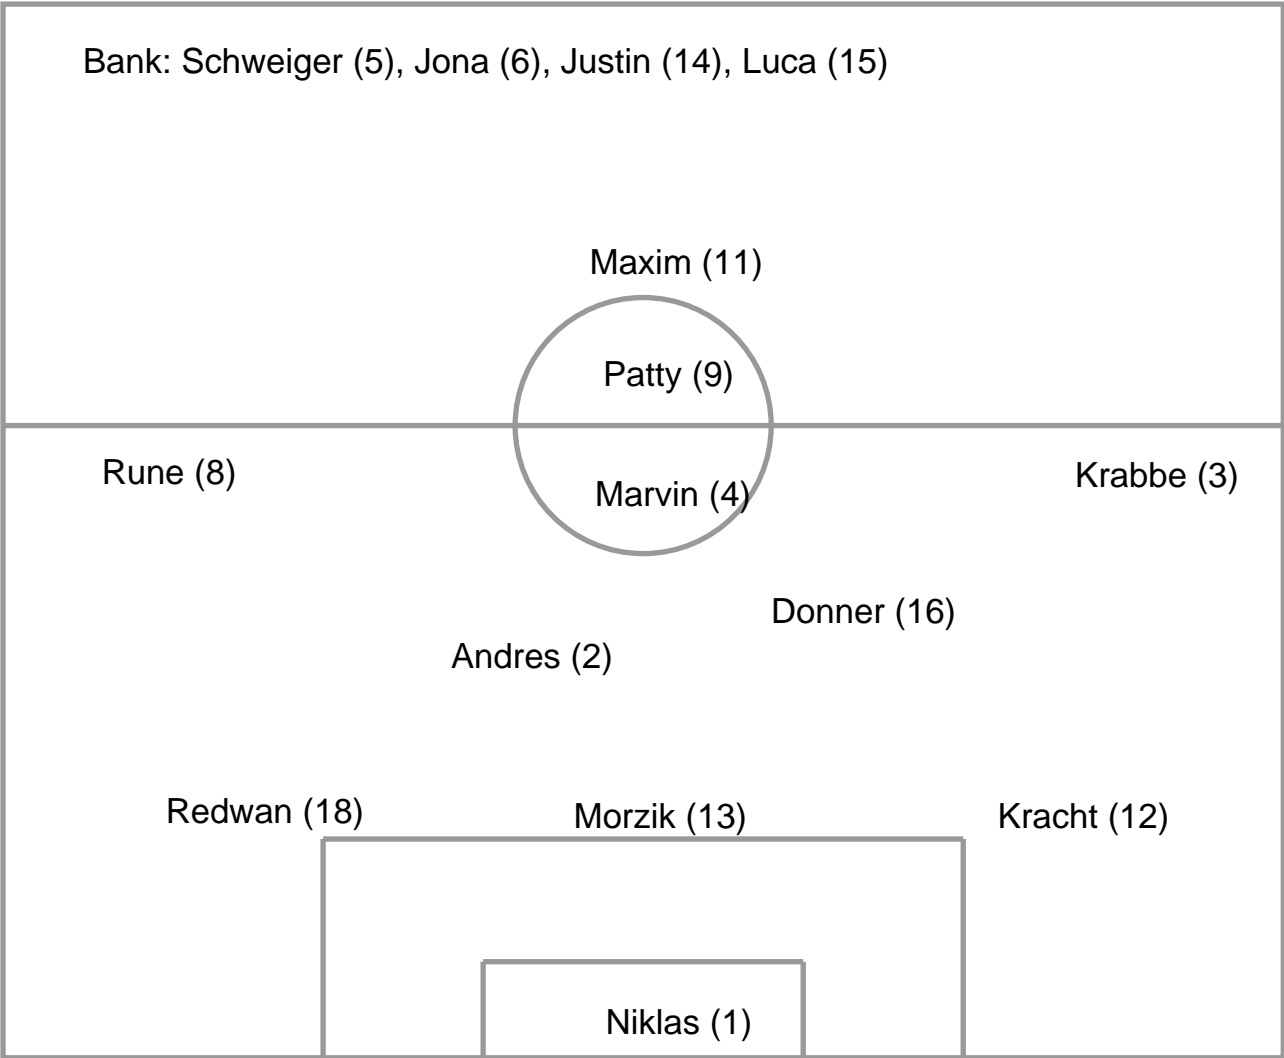 Bank: Schweiger (5), Jona (6), Justin (14), Luca (15)
Maxim (11)
Patty (9)
Rune (8)
Marvin (4)
Krabbe (3)
Donner (16)
Andres (2)
Redwan (18)
Morzik (13)
Kracht (12)
Niklas (1)